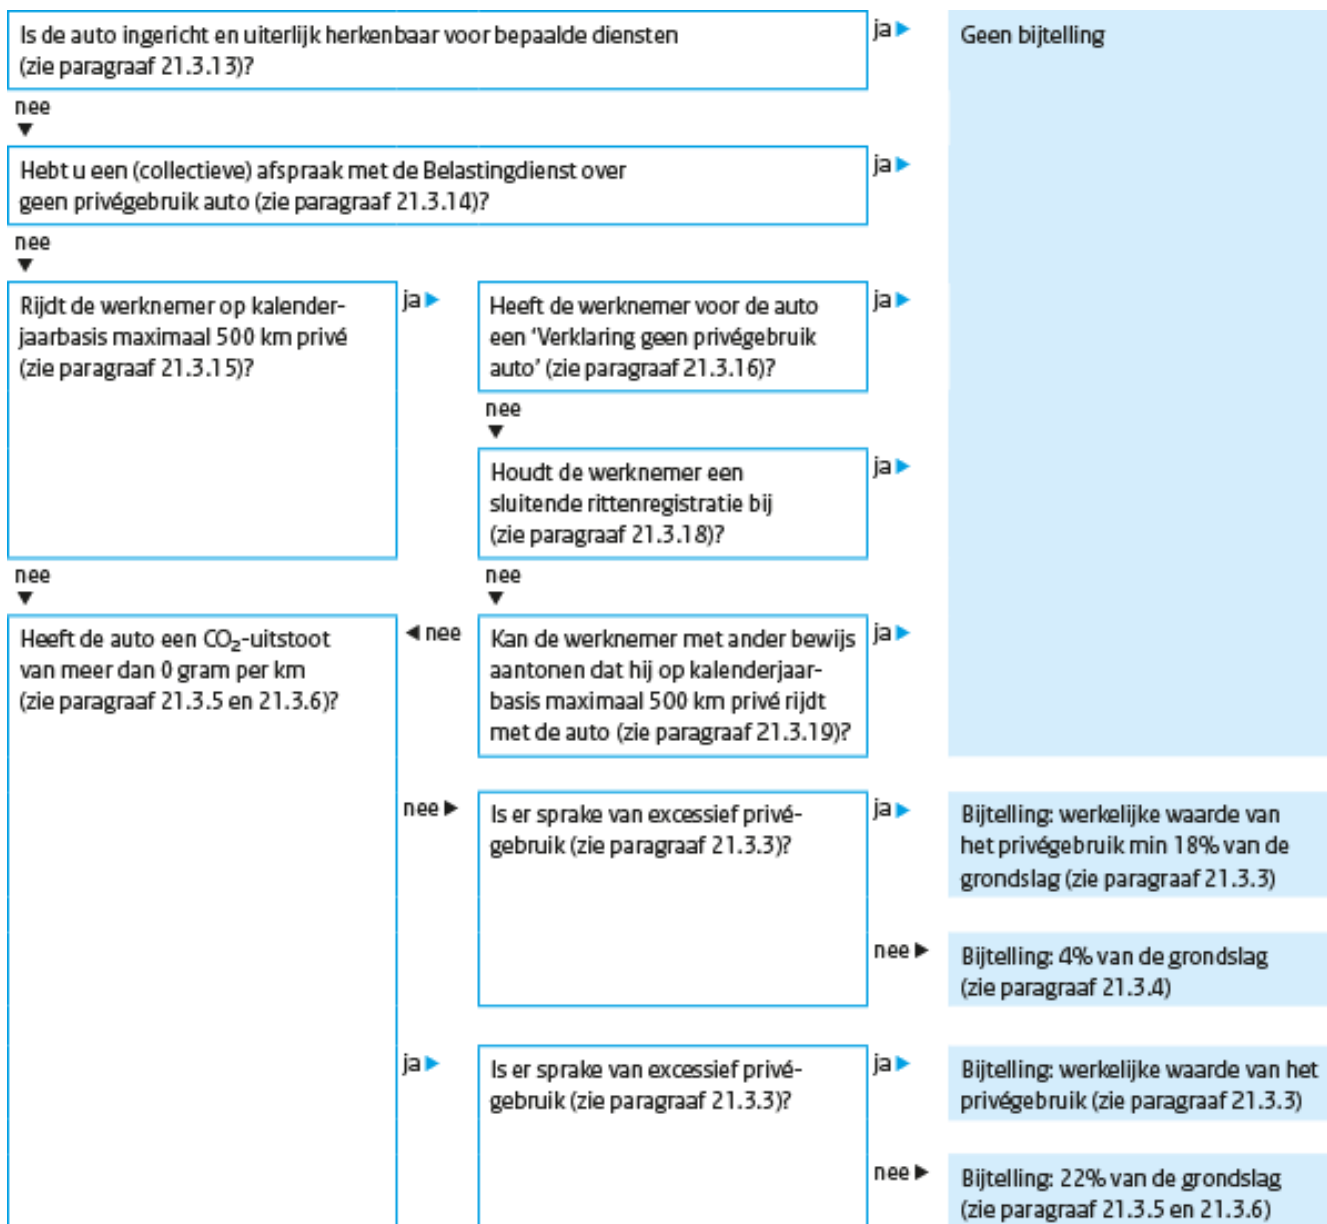 Is de auto ingericht en uiterlijk herkenbaar voor bepaalde diensten
(zie paragraaf 21.3.13)?
ja ▶
Geen bijtelling
nee
▼
Hebt u een (collectieve) afspraak met de Belastingdienst over
geen privégebruik auto (zie paragraaf 21.3.14)?
ja ▶
nee
▼
Rijdt de werknemer op kalender-
jaarbasis maximaal 500 km privé
(zie paragraaf 21.3.15)?
ja ▶
Heeft de werknemer voor de auto
een ‘Verklaring geen privégebruik
auto’ (zie paragraaf 21.3.16)?
ja ▶
nee
▼
Houdt de werknemer een
sluitende rittenregistratie bij
(zie paragraaf 21.3.18)?
ja ▶
nee
▼
nee
▼
Heeft de auto een CO₂-uitstoot
van meer dan 0 gram per km
(zie paragraaf 21.3.5 en 21.3.6)?
◀ nee
Kan de werknemer met ander bewijs
aantonen dat hij op kalenderjaar-
basis maximaal 500 km privé rijdt
met de auto (zie paragraaf 21.3.19)?
ja ▶
nee ▶
Is er sprake van excessief privé-
gebruik (zie paragraaf 21.3.3)?
ja ▶
Bijtelling: werkelijke waarde van
het privégebruik min 18% van de
grondslag (zie paragraaf 21.3.3)
nee ▶
Bijtelling: 4% van de grondslag
(zie paragraaf 21.3.4)
ja ▶
Is er sprake van excessief privé-
gebruik (zie paragraaf 21.3.3)?
ja ▶
Bijtelling: werkelijke waarde van het
privégebruik (zie paragraaf 21.3.3)
nee ▶
Bijtelling: 22% van de grondslag
(zie paragraaf 21.3.5 en 21.3.6)